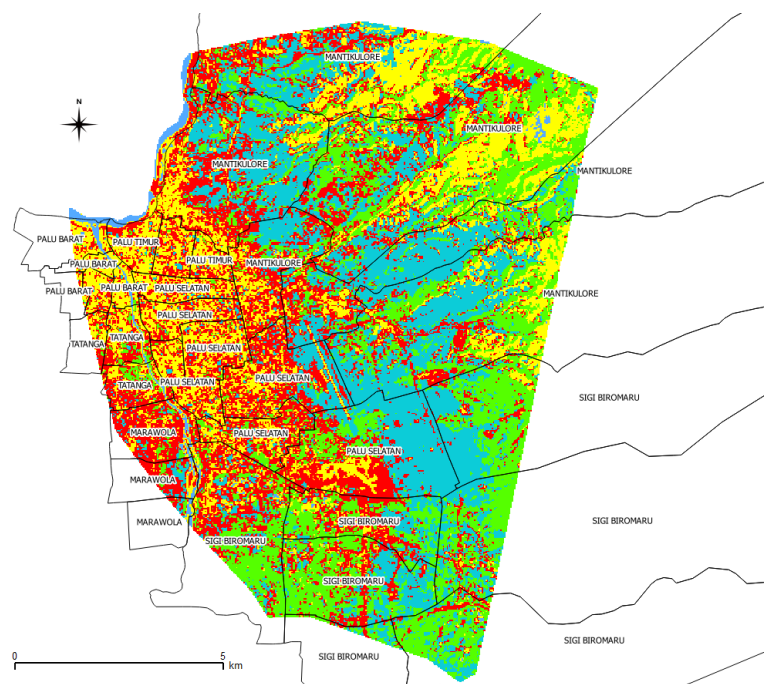 MANTIKULORE
N
MANTIKULORE
MANTIKULORE
MANTIKULORE
PALU BARAT
PALU TIMUR
PALU TIMUR
PALU BARAT
MANTIKULORE
PALU BARAT
PALU BARAT
PALU SELATAN
MANTIKULORE
PALU SELATAN
TATANGA
TATANGA
PALU SELATAN
TATANGA
PALU SELATAN
PALU SELATAN
SIGI BIROMARU
MARAWOLA
PALU SELATAN
PALU SELATAN
MARAWOLA
MARAWOLA
SIGI BIROMARU
SIGI BIROMARU
SIGI BIROMARU
SIGI BIROMARU
SIGI BIROMARU
SIGI BIROMARU
0 5
km